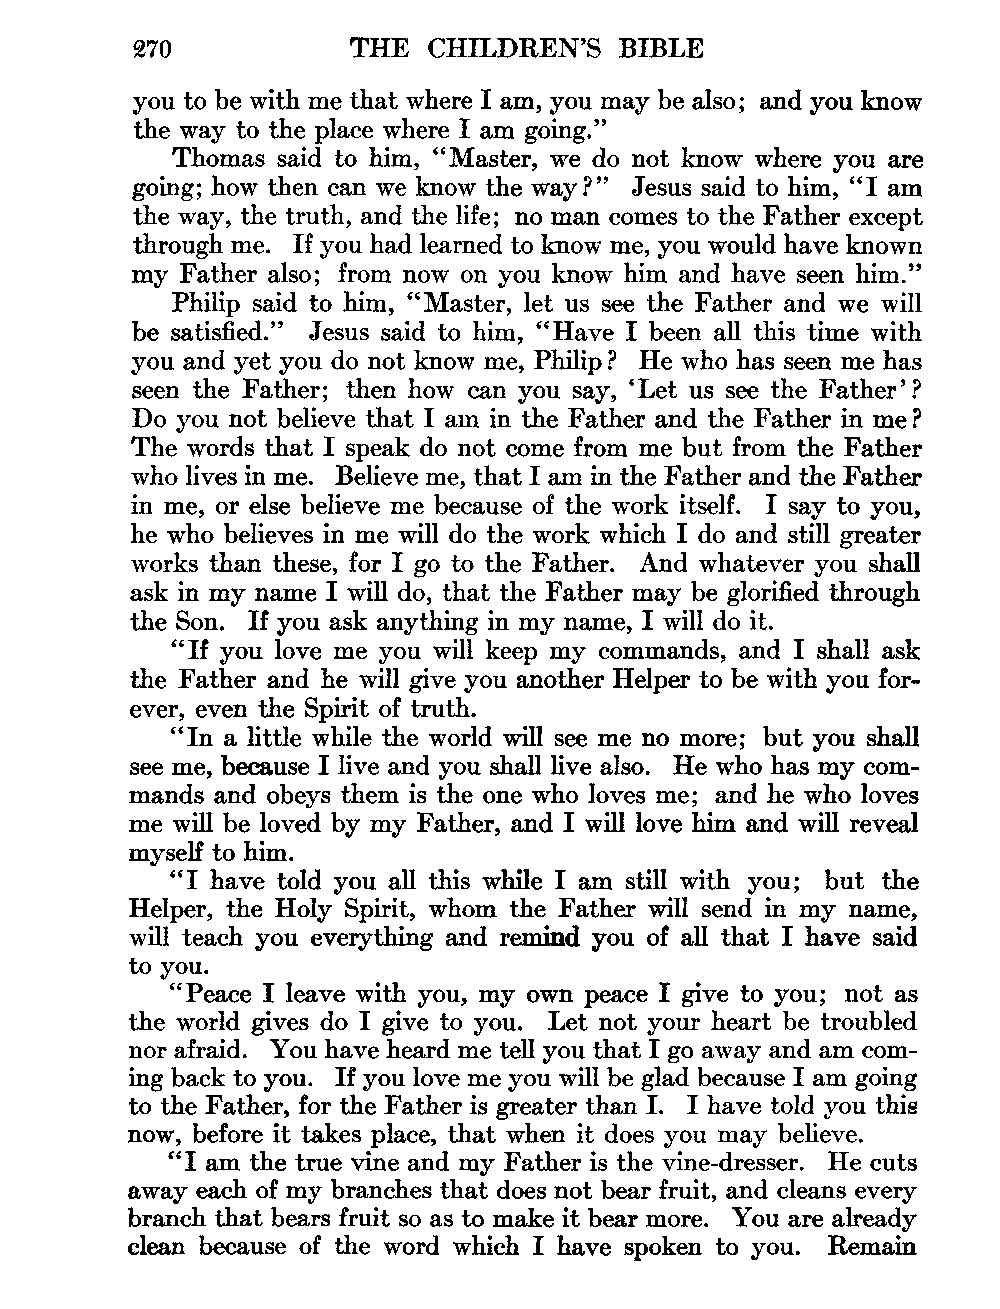 270 THE CHILDREN'S BIBLE
you to be with me that where I am, you may be also; and you know
the way to the place where I am going."
Thomas said to him, "Master, we do not know where you are
going; how then can we know the way?" Jesus said to him, "I am
the way, the truth, and the life; no man comes to the Father except
through me. If you had learned to know me, you would have known
my Father also; from now on you know him and have seen him."
Philip said to him, "Master, let us see the Father and we will
be satisfied." Jesus said to him, "Have I been all this time with
you and yet you do not know me, Philip? He who has seen me has
seen the Father; then how can you say, 'Let us see the Father'?
Do you not believe that I am in the Father and the Father in me?
The words that I speak do not come from me but from the Father
who lives in me. Believe me, that I am in the Father and the Father
in me, or else believe me because of the work itself. I say to you,
he who believes in me will do the work which I do and still greater
works than these, for I go to the Father. And whatever you shall
ask in my name I will do, that the Father may be glorified through
the Son. If you ask anything in my name, I will do it.
"If you love me you will keep my commands, and I shall ask
the Father and he will give you another Helper to be with you for-
ever, even the Spirit of truth.
"In a little while the world will see me no more; but you shall
see me, because I live and you shall live also. He who has my com-
mands and obeys them is the one who loves me; and he who loves
me will be loved by my Father, and I will love him and will reveal
myself to him.
"I have told you all this while I am still with you; but the
Helper, the Holy Spirit, whom the Father will send in my name,
will teach you everything and remind you of all that I have said
to you.
"Peace I leave with you, my own peace I give to you; not as
the world gives do I give to you. Let not your heart be troubled
nor afraid. You have heard me tell you that I go away and am com-
ing back to you. If you love me you will be glad because I am going
to the Father, for the Father is greater than I. I have told you this
now, before it takes place, that when it does you may believe.
"I am the true vine and my Father is the vine-dresser. He cuts
away each of my branches that does not bear fruit, and cleans every
branch that bears fruit so as to make it bear more. You are already
clean because of the word which I have spoken to you. Remain